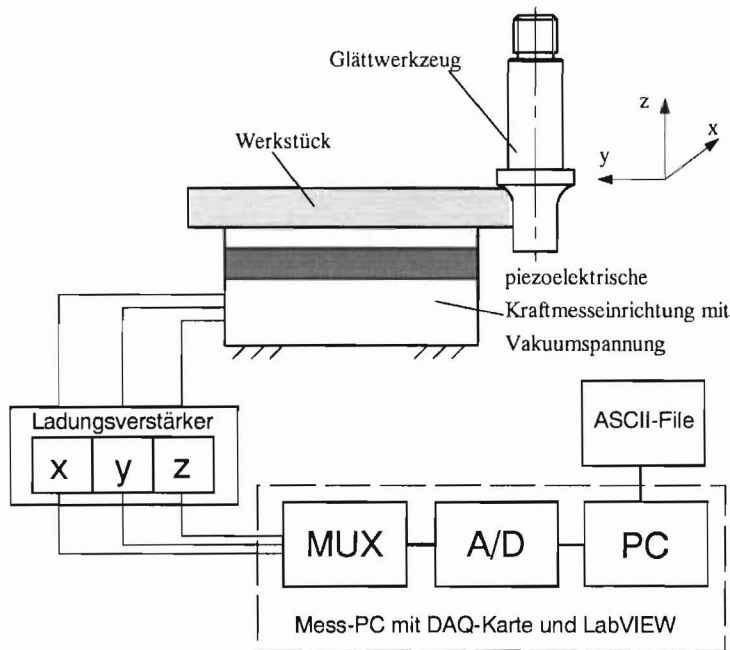 Glättwerkzeug
z
x
y
Werkstück
piezoelektrische
Kraftmesseinrichtung mit
Vakuumspannung
Ladungsverstärker
x y z
ASCII-File
MUX A/D PC
Mess-PC mit DAQ-Karte und LabVIEW